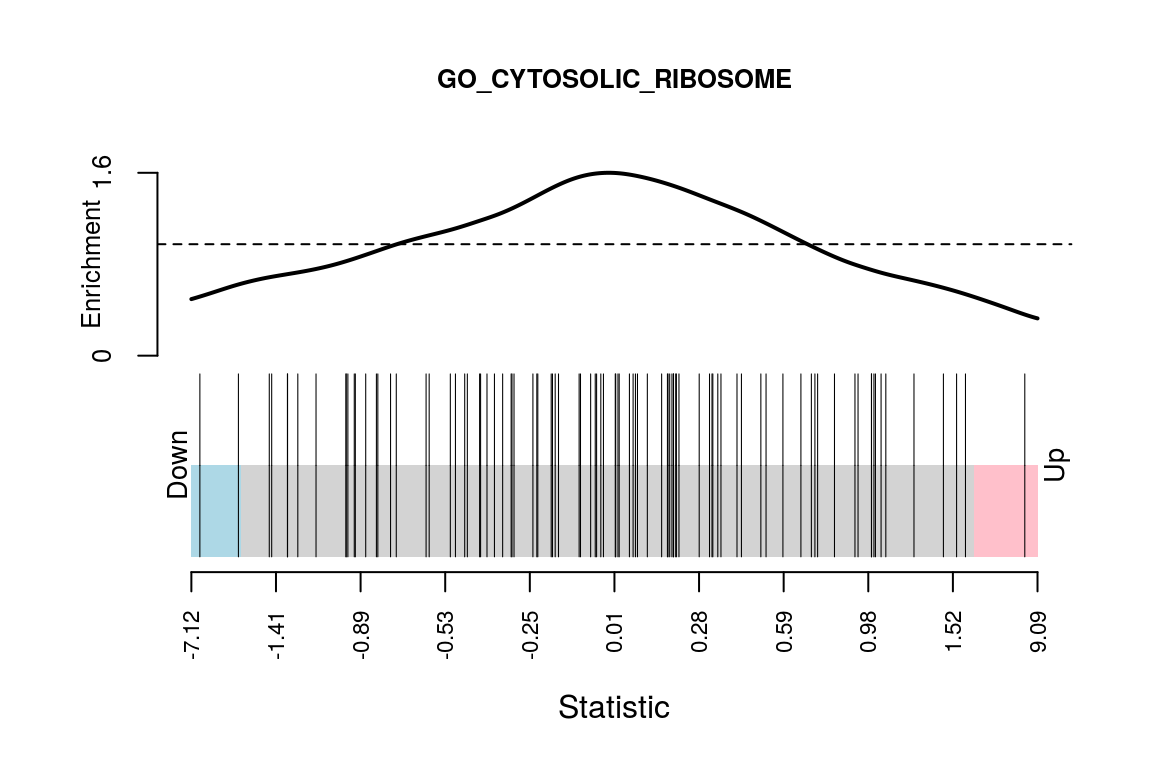 GO_CYTOSOLIC_RIBOSOME
Enrichment
1.6
0
Down
Up
-7.12
-1.41
-0.89
-0.53
-0.25
0.01
0.28
0.59
0.98
1.52
9.09
Statistic